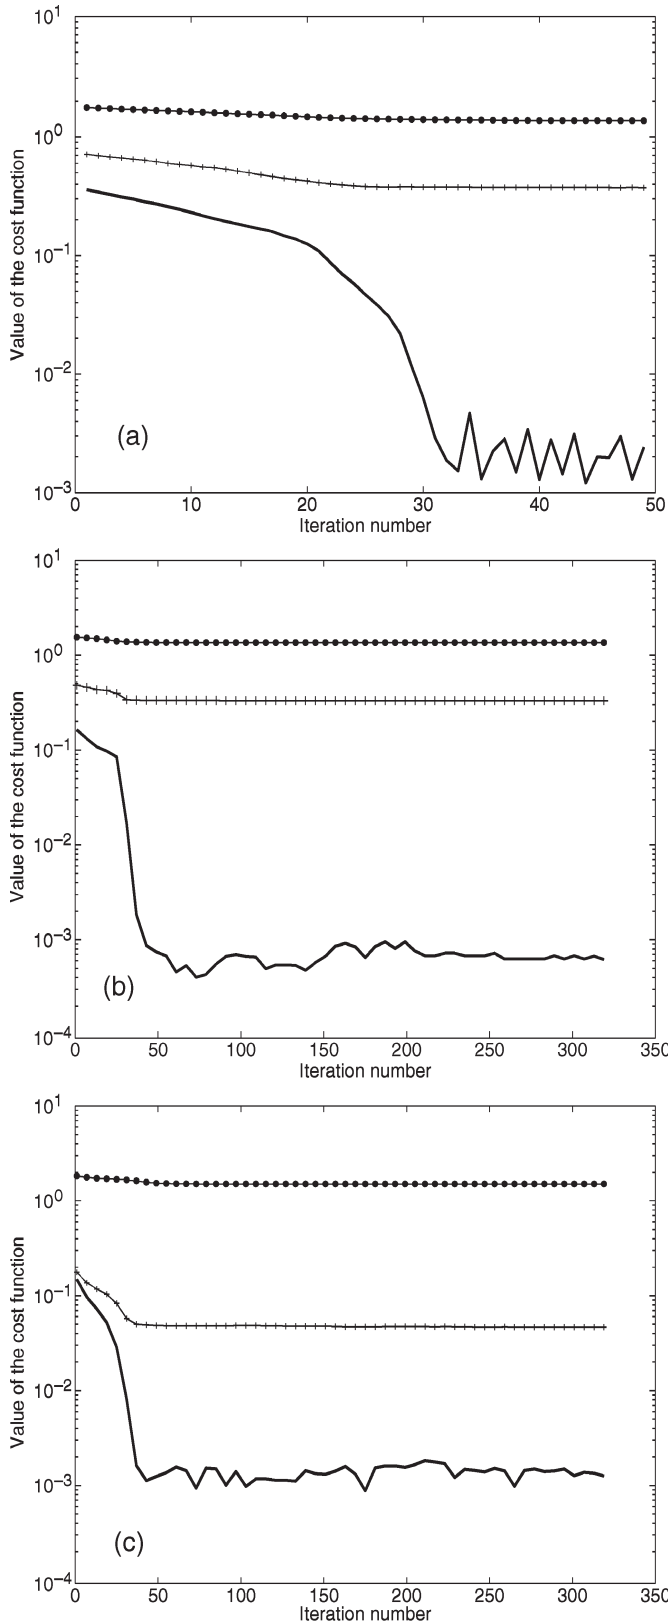 10^1
10^0
10^−1
10^−2
10^−3
Value of the cost function
(a)
0 10 20 30 40 50
Iteration number
10^1
10^0
10^−1
10^−2
10^−3
10^−4
Value of the cost function
(b)
0 50 100 150 200 250 300 350
Iteration number
10^1
10^0
10^−1
10^−2
10^−3
10^−4
Value of the cost function
(c)
0 50 100 150 200 250 300 350
Iteration number